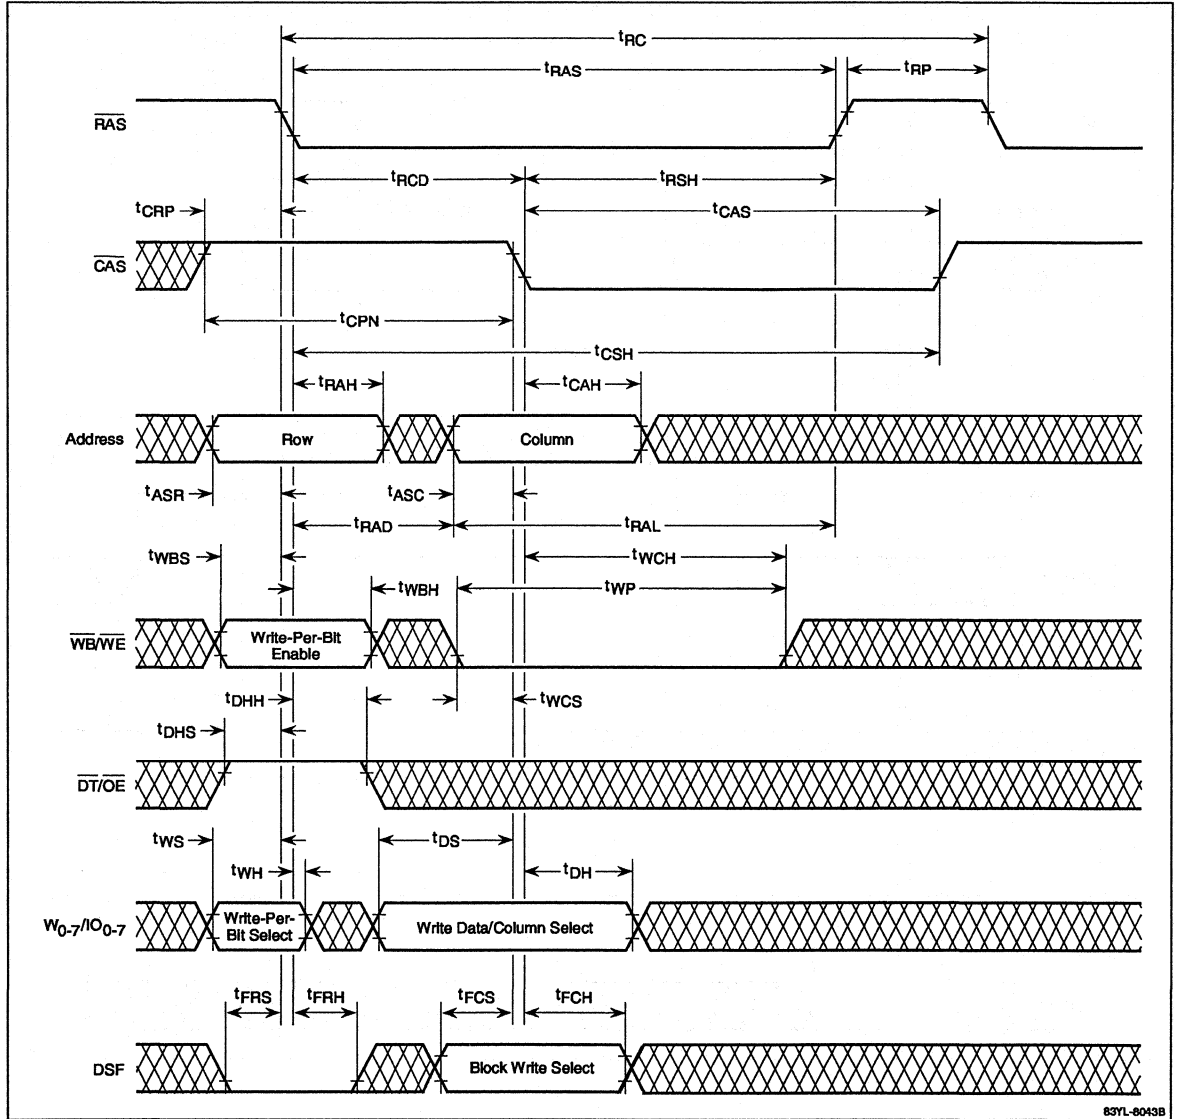 tRC
tRAS
tRP
RAS
tRCD
tRSH
tCRP
tCAS
CAS
tCPN
tCSH
tRAH
tCAH
Address
Row
Column
tASR
tASC
tRAD
tRAL
tWBS
tWCH
tWBH
tWP
WB/WE
Write-Per-Bit
Enable
tDHH
tWCS
tDHS
DT/OE
tWS
tDS
tWH
tDH
W0-7/IO0-7
Write-Per-
Bit Select
Write Data/Column Select
tFRS
tFRH
tFCS
tFCH
DSF
Block Write Select
83YL-8043B